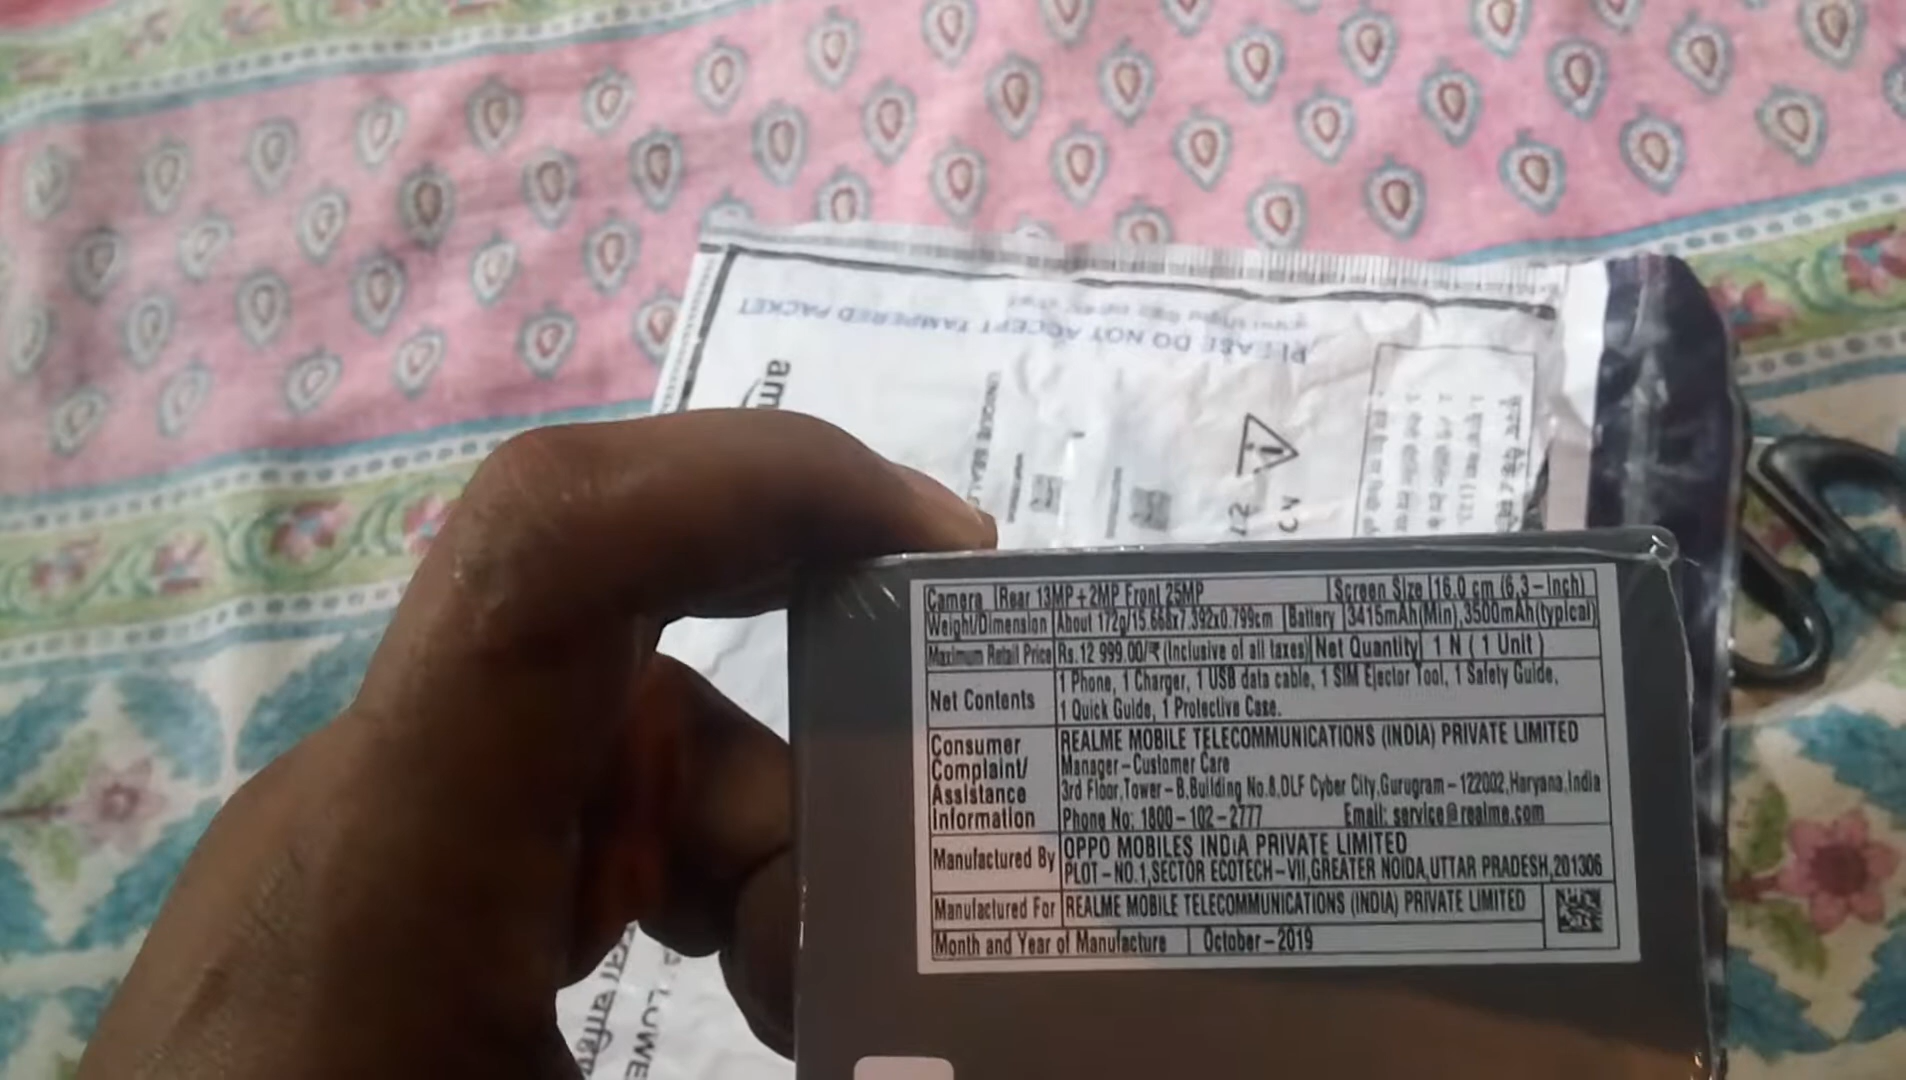 PLEASE DO NOT ACCEPT TAMPERED PACKET
am
Camera Rear 13MP+2MP Front 25MP Screen Size 16.0 cm (6.3-Inch)
Weight/Dimension About 172g/15.668x7.392x0.799cm Battery 3415mAh(Min),3500mAh(typical)
Maximum Retail Price Rs.12 999.00/₹ (Inclusive of all taxes) Net Quantity 1 N ( 1 Unit )
Net Contents 1 Phone, 1 Charger, 1 USB data cable, 1 SIM Ejector Tool, 1 Safety Guide,
1 Quick Guide, 1 Protective Case.
Consumer Complaint/ Assistance Information REALME MOBILE TELECOMMUNICATIONS (INDIA) PRIVATE LIMITED
Manager-Customer Care
3rd Floor,Tower-B,Building No.8,DLF Cyber City,Gurugram-122002,Haryana,India
Phone No: 1800-102-2777 Email: service@realme.com
Manufactured By OPPO MOBILES INDIA PRIVATE LIMITED
PLOT-NO.1,SECTOR ECOTECH-VII,GREATER NOIDA,UTTAR PRADESH,201306
Manufactured For REALME MOBILE TELECOMMUNICATIONS (INDIA) PRIVATE LIMITED
Month and Year of Manufacture October-2019